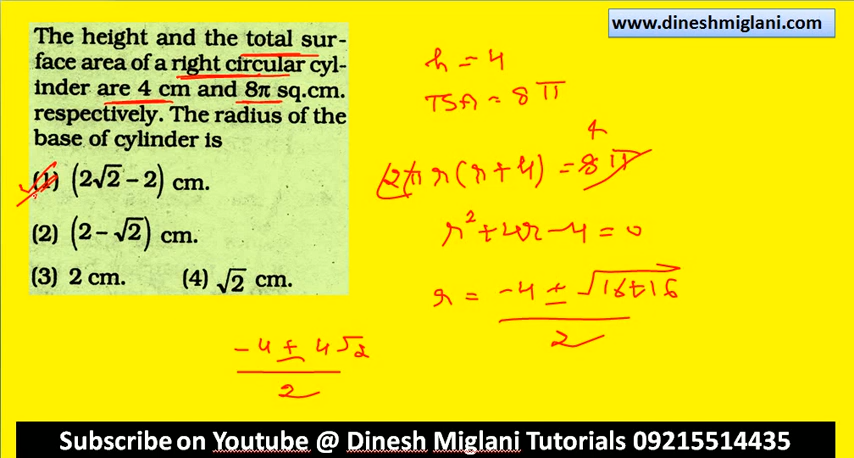 www.dineshmiglani.com
The height and the total sur-
face area of a right circular cyl-
inder are 4 cm and 8π sq.cm.
respectively. The radius of the
base of cylinder is
(1) (2√2 – 2) cm.
(2) (2 – √2) cm.
(3) 2 cm. (4) √2 cm.
h = 4
TSA = 8π
4
2π r(r+4) = 8π
r² + 4r - 4 = 0
r = (-4 ± √16+16) / 2
(-4 ± 4√2) / 2
Subscribe on Youtube @ Dinesh Miglani Tutorials 09215514435